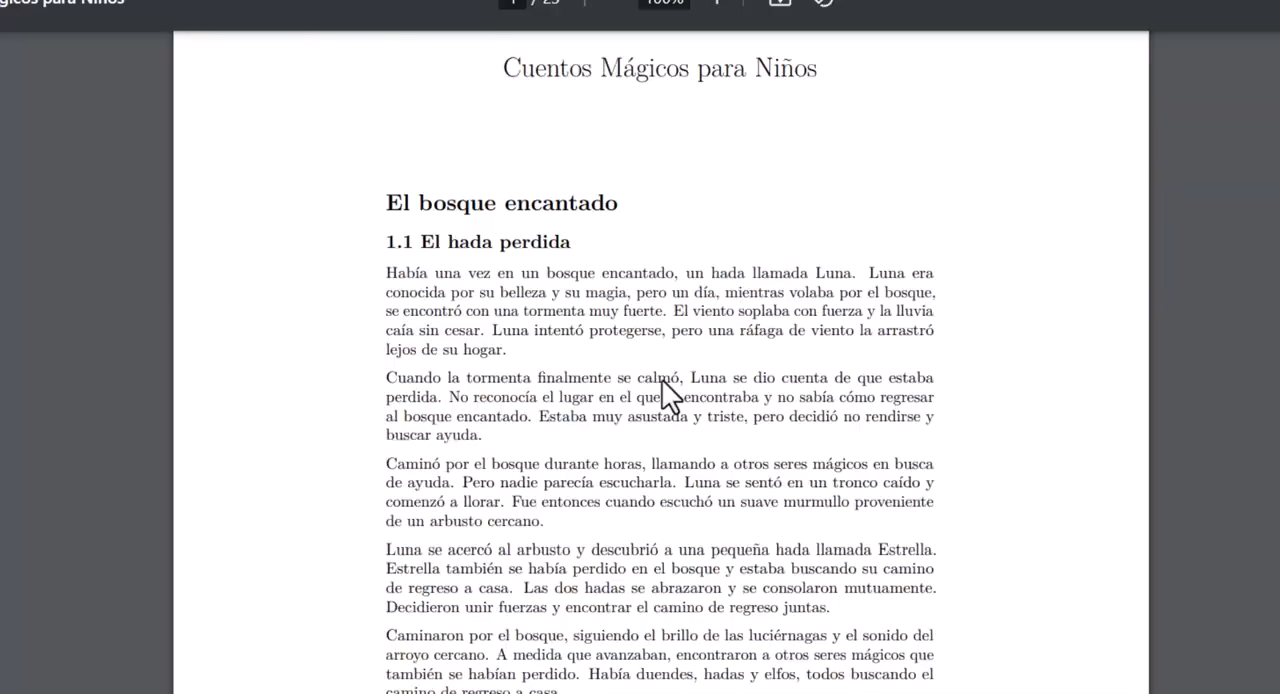 gicos para Niños
1 / 23
100%
Cuentos Mágicos para Niños
El bosque encantado
1.1 El hada perdida
Había una vez en un bosque encantado, un hada llamada Luna. Luna era
conocida por su belleza y su magia, pero un día, mientras volaba por el bosque,
se encontró con una tormenta muy fuerte. El viento soplaba con fuerza y la lluvia
caía sin cesar. Luna intentó protegerse, pero una ráfaga de viento la arrastró
lejos de su hogar.
Cuando la tormenta finalmente se calmó, Luna se dio cuenta de que estaba
perdida. No reconocía el lugar en el que encontraba y no sabía cómo regresar
al bosque encantado. Estaba muy asustada y triste, pero decidió no rendirse y
buscar ayuda.
Caminó por el bosque durante horas, llamando a otros seres mágicos en busca
de ayuda. Pero nadie parecía escucharla. Luna se sentó en un tronco caído y
comenzó a llorar. Fue entonces cuando escuchó un suave murmullo proveniente
de un arbusto cercano.
Luna se acercó al arbusto y descubrió a una pequeña hada llamada Estrella.
Estrella también se había perdido en el bosque y estaba buscando su camino
de regreso a casa. Las dos hadas se abrazaron y se consolaron mutuamente.
Decidieron unir fuerzas y encontrar el camino de regreso juntas.
Caminaron por el bosque, siguiendo el brillo de las luciérnagas y el sonido del
arroyo cercano. A medida que avanzaban, encontraron a otros seres mágicos que
también se habían perdido. Había duendes, hadas y elfos, todos buscando el
camino de regreso a casa